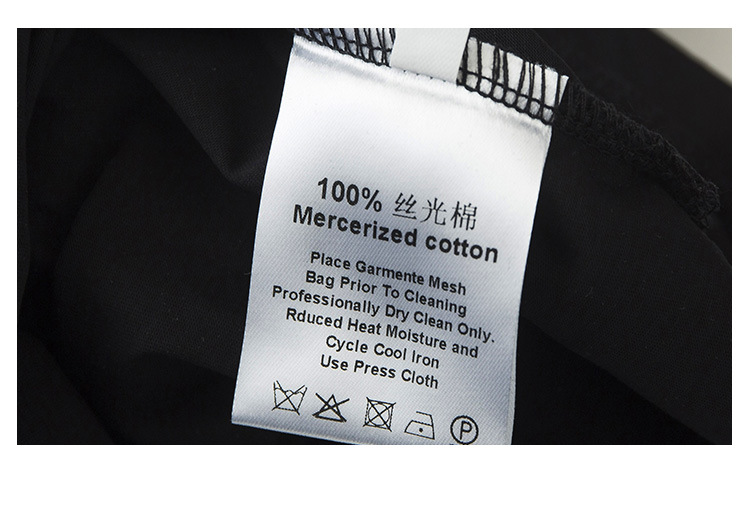 100% 丝光棉
Mercerized cotton
Place Garmente Mesh
Bag Prior To Cleaning
Professionally Dry Clean Only.
Rduced Heat Moisture and
Cycle Cool Iron
Use Press Cloth
P